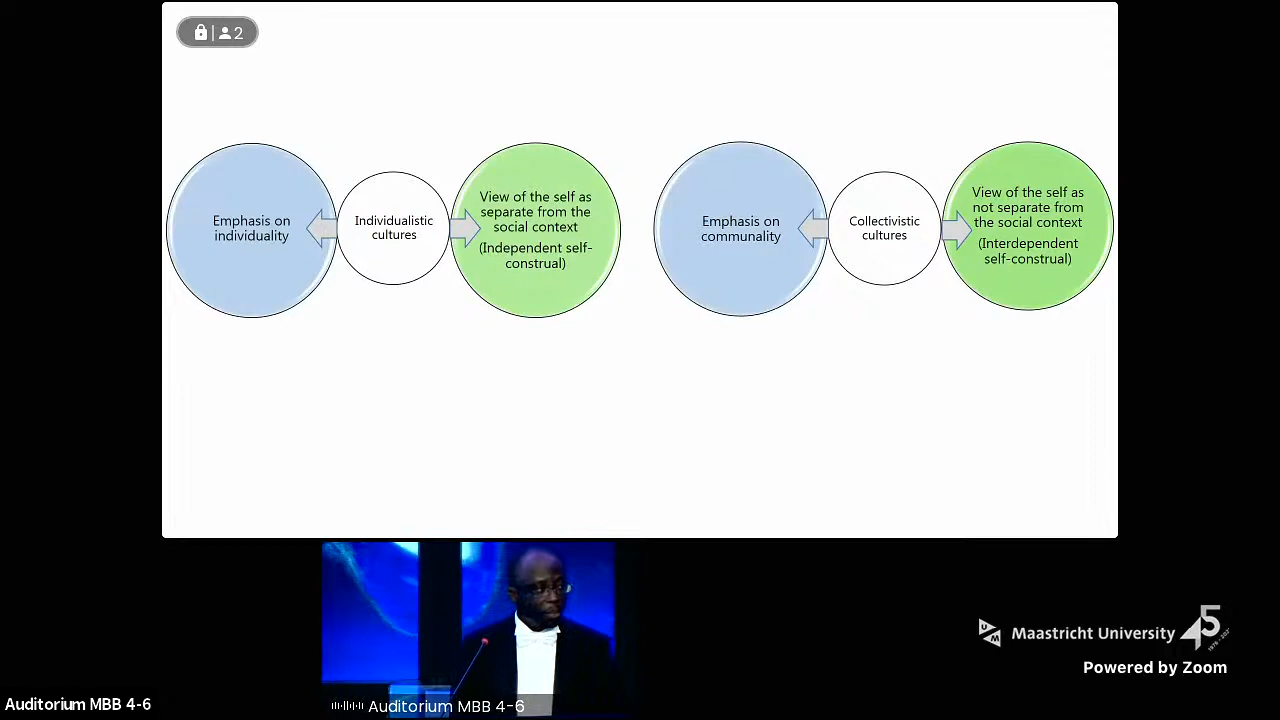 2
Emphasis on
individuality
Individualistic
cultures
View of the self as
separate from the
social context
(Independent self-
construal)
Emphasis on
communality
Collectivistic
cultures
View of the self as
not separate from
the social context
(Interdependent
self-construal)
UM
Maastricht University
45
Powered by Zoom
Auditorium MBB 4-6
Auditorium MBB 4-6